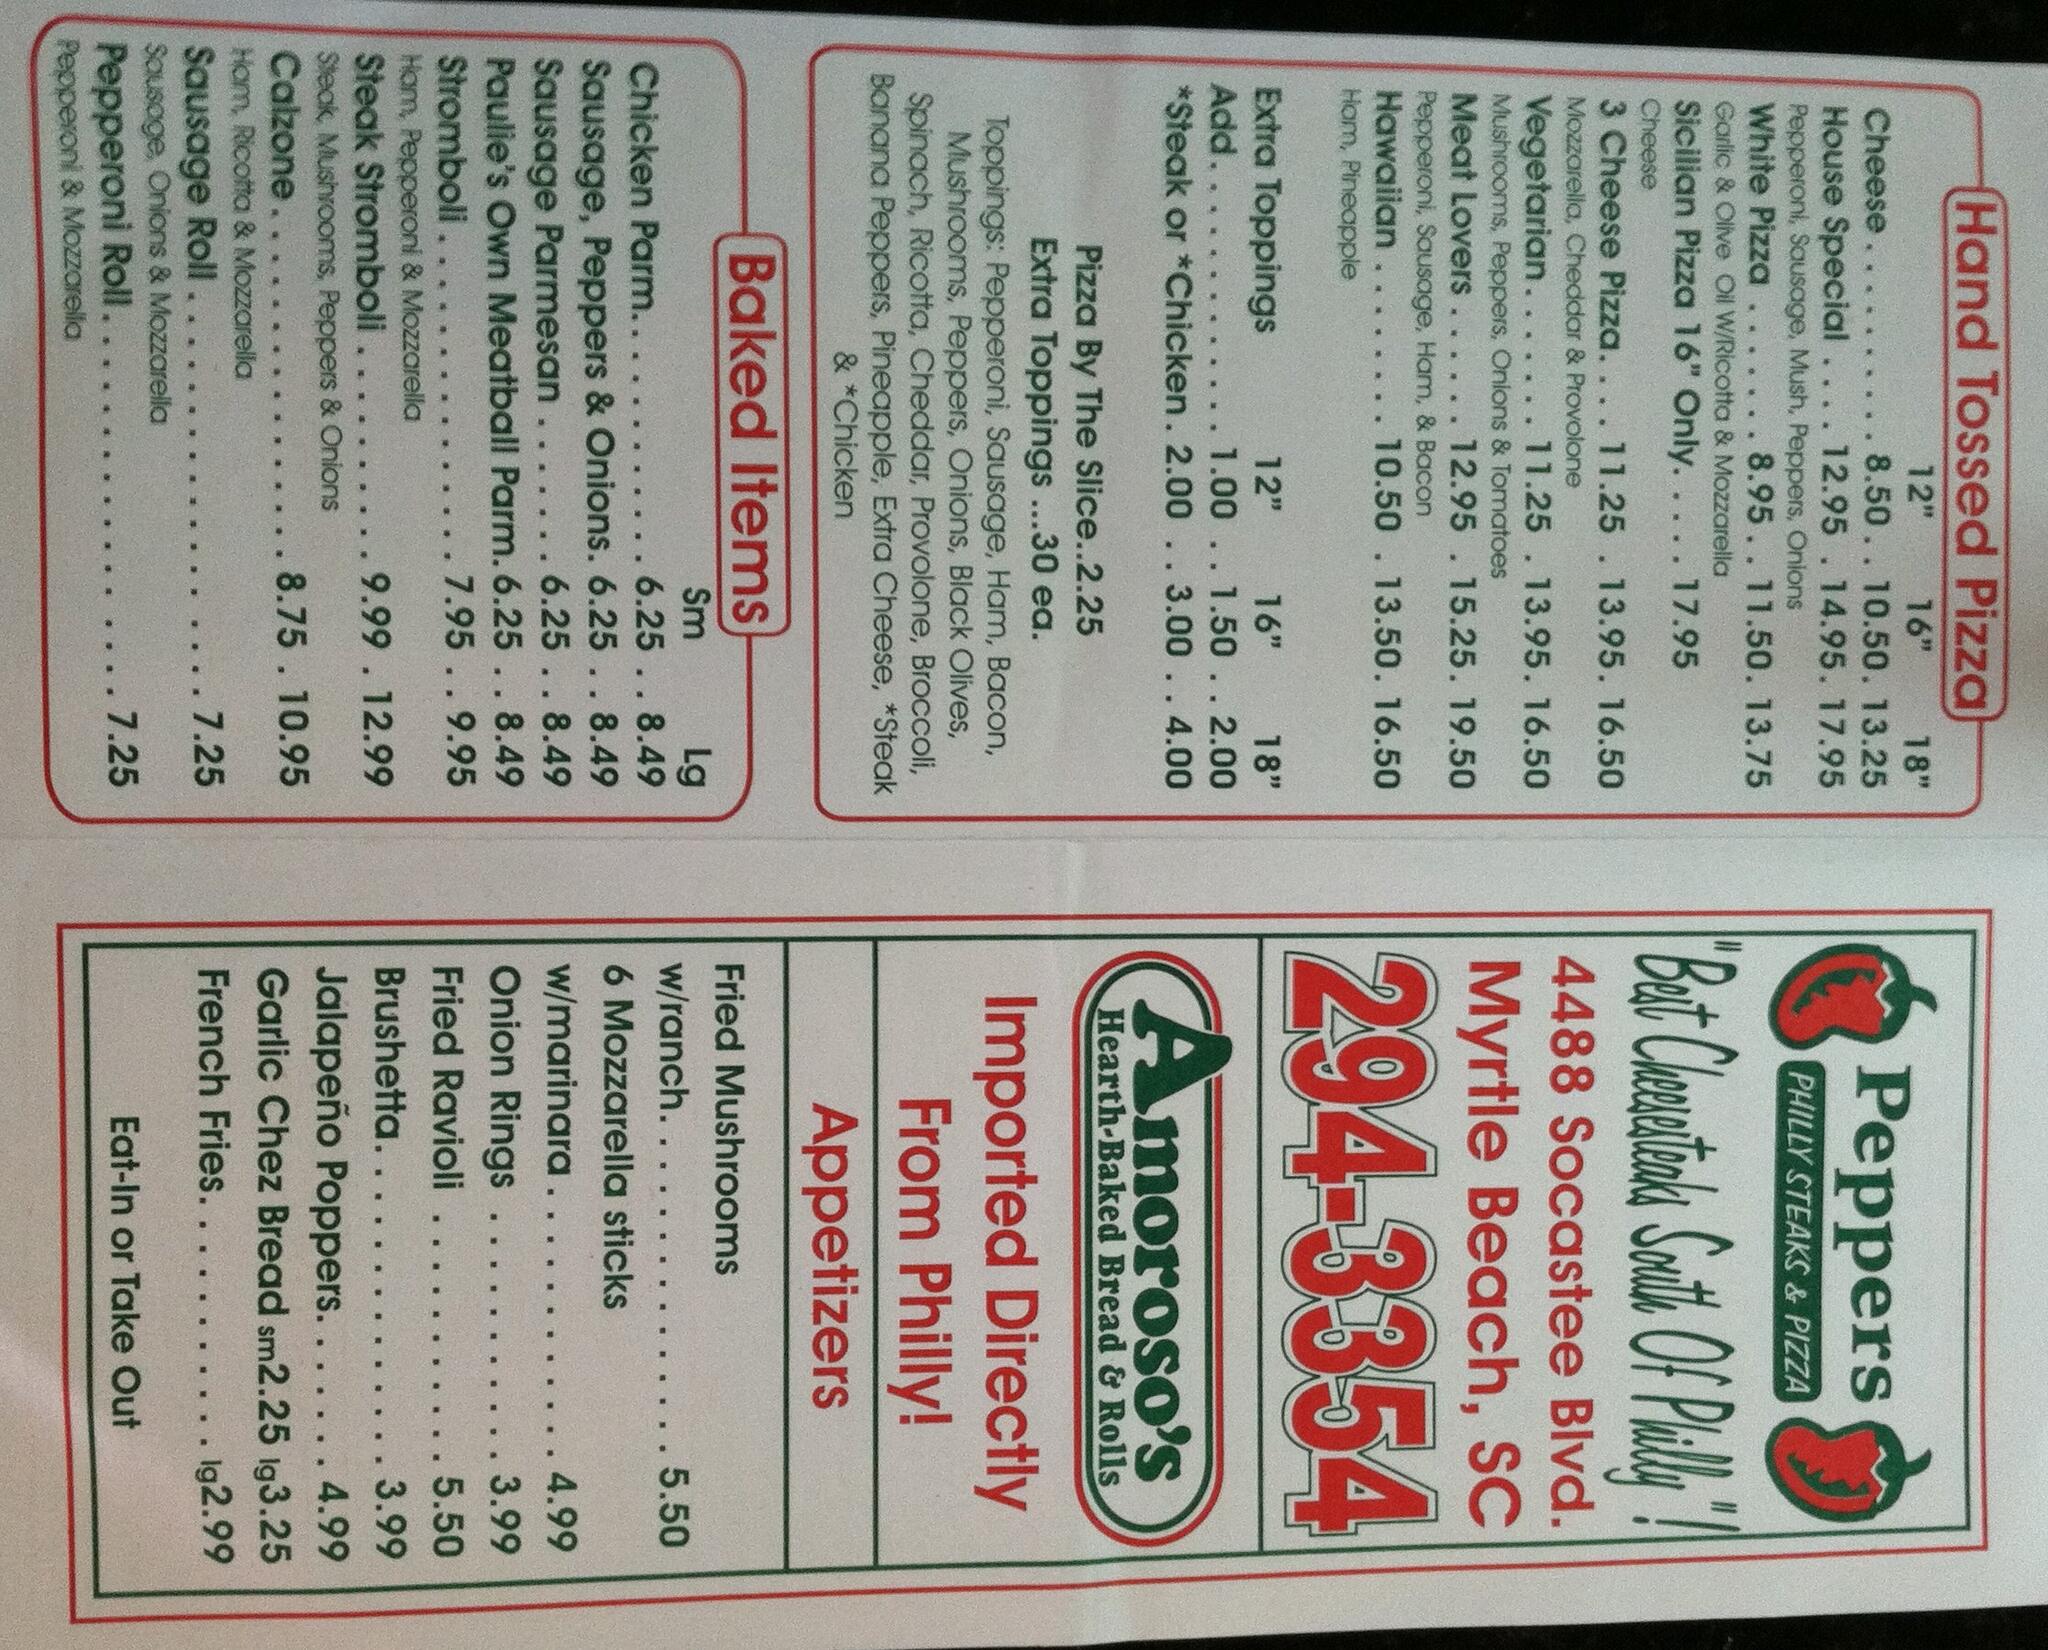 Hand Tossed Pizza
12" 16" 18"
Cheese . . . . . . . . . 8.50 . . 10.50 . 13.25
House Special . . . . 12.95 . 14.95 . 17.95
Pepperoni, Sausage, Mush, Peppers, Onions
White Pizza . . . . . . . 8.95 . . 11.50 . 13.75
Garlic & Olive Oil W/Ricotta & Mozzarella
Sicilian Pizza 16" Only. . . . . 17.95
Cheese
3 Cheese Pizza. . . . 11.25 . 13.95 . 16.50
Mozzarella, Cheddar & Provolone
Vegetarian . . . . . . . 11.25 . 13.95 . 16.50
Mushrooms, Peppers, Onions & Tomatoes
Meat Lovers . . . . . . 12.95 . 15.25 . 19.50
Pepperoni, Sausage, Ham, & Bacon
Hawaiian . . . . . . . . 10.50 . 13.50 . 16.50
Ham, Pineapple
Extra Toppings 12" 16" 18"
Add. . . . . . . . . . . . . 1.00 . . 1.50 . . 2.00
*Steak or *Chicken . 2.00 . . 3.00 . . 4.00
Pizza By The Slice..2.25
Extra Toppings ...30 ea.
Toppings: Pepperoni, Sausage, Ham, Bacon,
Mushrooms, Peppers, Onions, Black Olives,
Spinach, Ricotta, Cheddar, Provolone, Broccoli,
Banana Peppers, Pineapple, Extra Cheese, *Steak
& *Chicken
Baked Items
Sm Lg
Chicken Parm. . . . . . . . . . . . 6.25 . . 8.49
Sausage, Peppers & Onions. 6.25 . . 8.49
Sausage Parmesan . . . . . . . 6.25 . . 8.49
Paulie's Own Meatball Parm. 6.25 . . 8.49
Stromboli . . . . . . . . . . . . . . 7.95 . . 9.95
Ham, Pepperoni & Mozzarella
Steak Stromboli . . . . . . . . . . 9.99 . 12.99
Steak, Mushrooms, Peppers & Onions
Calzone . . . . . . . . . . . . . . . 8.75 . 10.95
Ham, Ricotta & Mozzarella
Sausage Roll . . . . . . . . . . . . . . . . . 7.25
Sausage, Onions & Mozzarella
Pepperoni Roll . . . . . . . . . . . . . . . . 7.25
Pepperoni & Mozzarella
Peppers
PHILLY STEAKS & PIZZA
"Best Cheesesteaks South Of Philly"!
4488 Socastee Blvd.
Myrtle Beach, SC
294-3354
Amoroso's
Hearth-Baked Bread & Rolls
Imported Directly
From Philly!
Appetizers
Fried Mushrooms
w/ranch. . . . . . . . . . . . . . . . 5.50
6 Mozzarella sticks
w/marinara . . . . . . . . . . . . . 4.99
Onion Rings . . . . . . . . . . . . 3.99
Fried Ravioli . . . . . . . . . . . . 5.50
Brushetta. . . . . . . . . . . . . . . 3.99
Jalapeño Poppers. . . . . . . . 4.99
Garlic Chez Bread sm2.25 lg3.25
French Fries. . . . . . . . . . . . lg2.99
Eat-In or Take Out